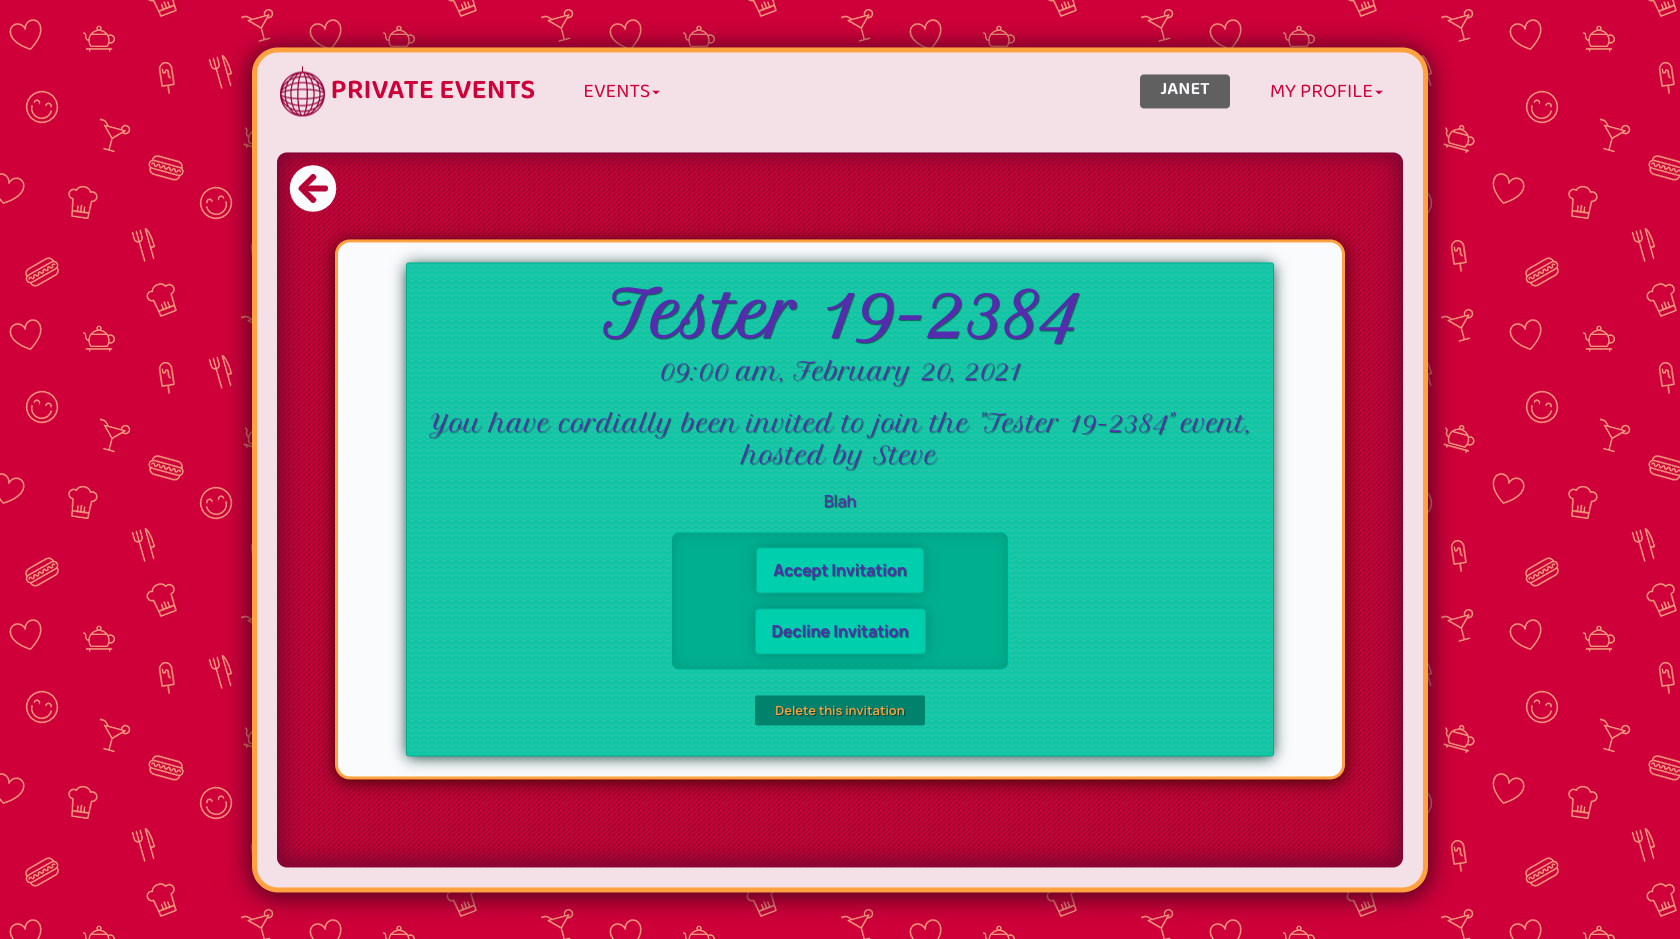 PRIVATE EVENTS
EVENTS
JANET
MY PROFILE
Tester 19-2384
09:00 am, February 20, 2021
You have cordially been invited to join the "Tester 19-2384" event,
hosted by Steve
Blah
Accept Invitation
Decline Invitation
Delete this invitation